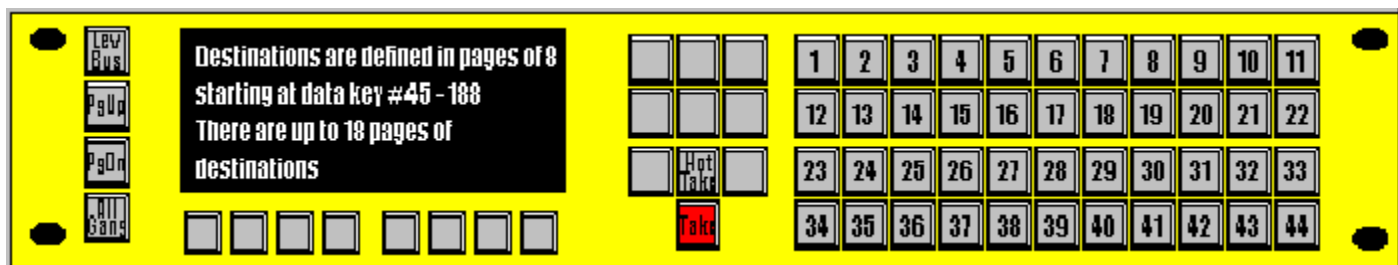 Lev
Bus
PgUp
PgDn
All
Gang
Destinations are defined in pages of 8
starting at data key #45 - 188
There are up to 18 pages of
destinations
Hot
Take
Take
1 2 3 4 5 6 7 8 9 10 11
12 13 14 15 16 17 18 19 20 21 22
23 24 25 26 27 28 29 30 31 32 33
34 35 36 37 38 39 40 41 42 43 44